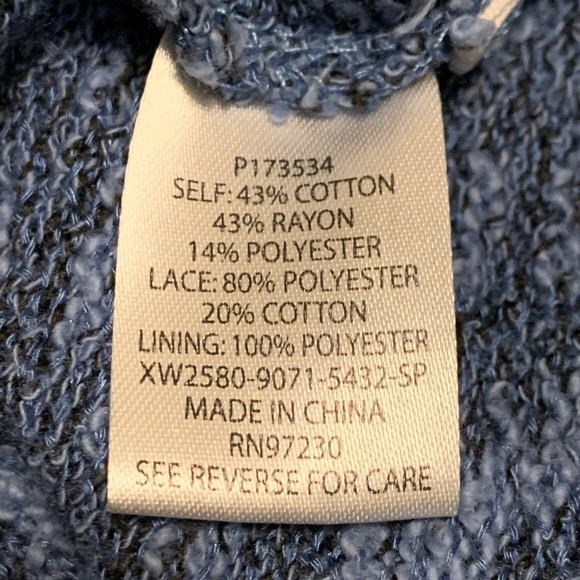 P173534
SELF: 43% COTTON
43% RAYON
14% POLYESTER
LACE: 80% POLYESTER
20% COTTON
LINING: 100% POLYESTER
XW2580-9071-5432-SP
MADE IN CHINA
RN97230
SEE REVERSE FOR CARE